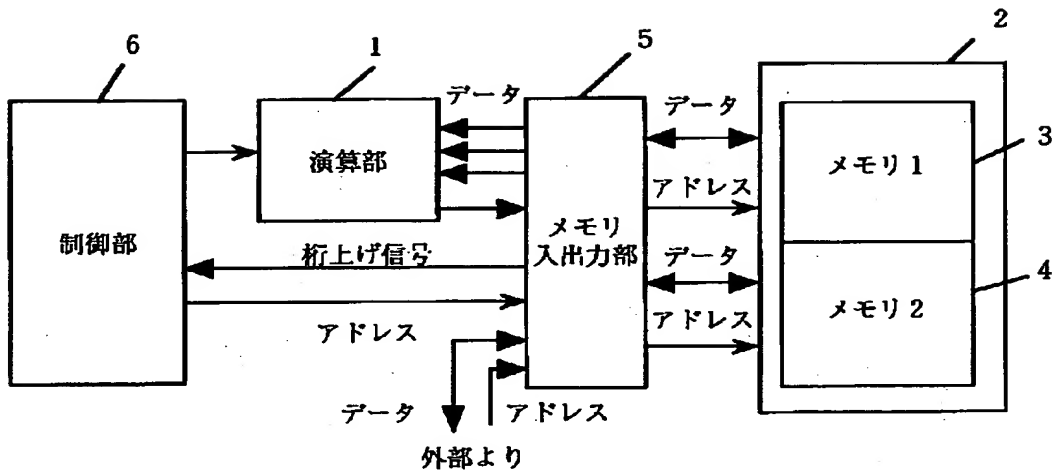 6
1
5
2
データ
データ
演算部
メモリ1
3
アドレス
制御部
メモリ
入出力部
桁上げ信号
データ
メモリ2
4
アドレス
アドレス
データ
アドレス
外部より